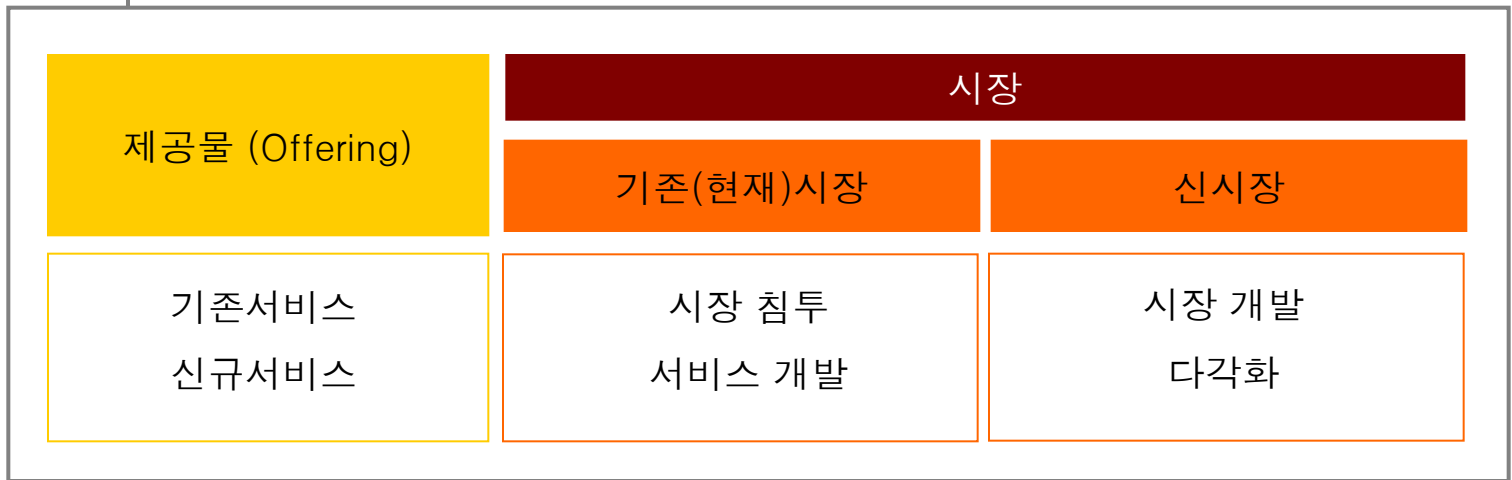 제공물 (Offering)
시장
기존(현재)시장
신시장
기존서비스
신규서비스
시장 침투
서비스 개발
시장 개발
다각화